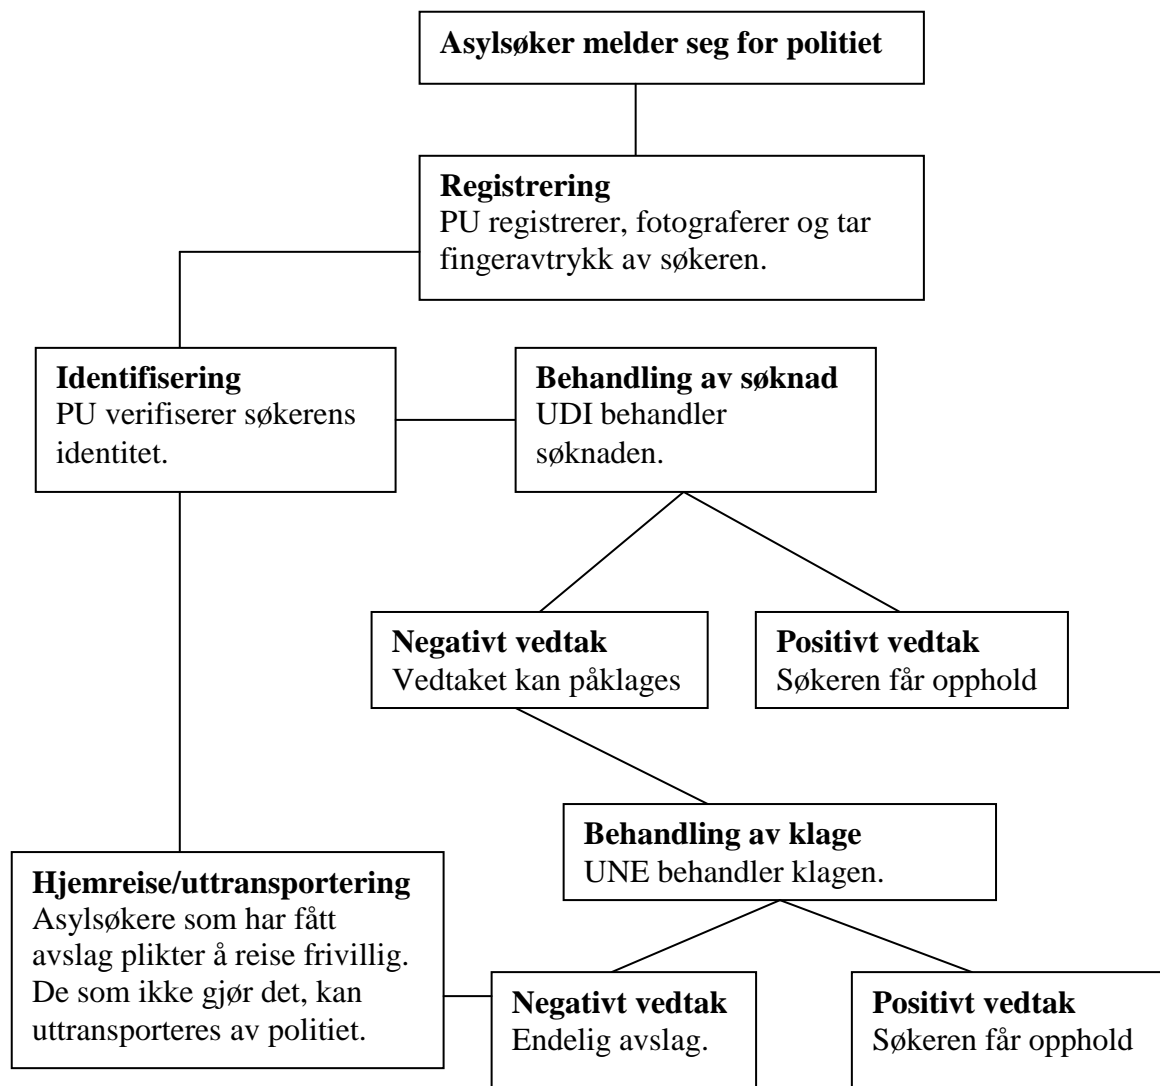 Asylsøker melder seg for politiet
Registrering
PU registrerer, fotograferer og tar
fingeravtrykk av søkeren.
Identifisering
PU verifiserer søkerens
identitet.
Behandling av søknad
UDI behandler
søknaden.
Negativt vedtak
Vedtaket kan påklages
Positivt vedtak
Søkeren får opphold
Behandling av klage
UNE behandler klagen.
Hjemreise/uttransportering
Asylsøkere som har fått
avslag plikter å reise frivillig.
De som ikke gjør det, kan
uttransporteres av politiet.
Negativt vedtak
Endelig avslag.
Positivt vedtak
Søkeren får opphold